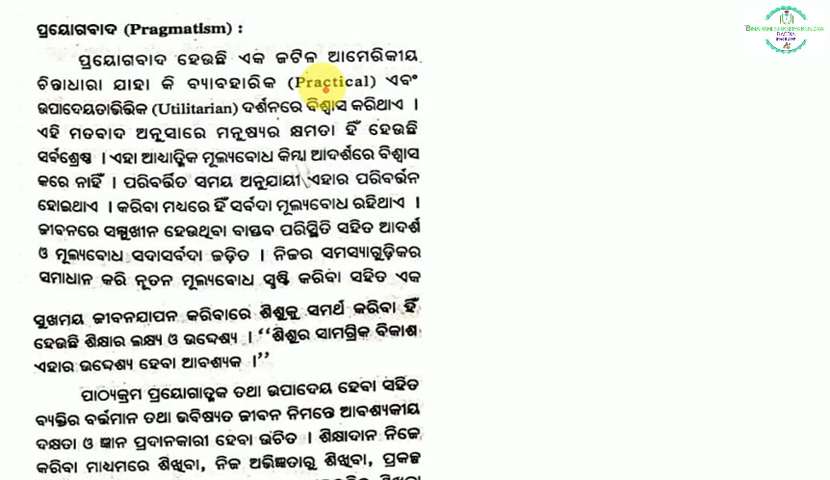 ପ୍ରୟୋଗବାଦ (Pragmatism) :
ପ୍ରୟୋଗବାଦ ହେଉଛି ଏକ ଜଟିଳ ଆମେରିକୀୟ
ଚିନ୍ତାଧାରା ଯାହା କି ବ୍ୟାବହାରିକ (Practical) ଏବଂ
ଉପାଦେୟତାଭିତ୍ତିକ (Utilitarian) ଦର୍ଶନରେ ବିଶ୍ୱାସ କରିଥାଏ ।
ଏହି ମତବାଦ ଅନୁସାରେ ମନୁଷ୍ୟର କ୍ଷମତା ହିଁ ହେଉଛି
ସର୍ବଶ୍ରେଷ୍ଠ । ଏହା ଆଧ୍ୟାତ୍ମିକ ମୂଲ୍ୟବୋଧ କିମ୍ୱା ଆଦର୍ଶରେ ବିଶ୍ୱାସ
କରେ ନାହିଁ । ପରିବର୍ତ୍ତିତ ସମୟ ଅନୁଯାୟୀ ଏହାର ପରିବର୍ତ୍ତନ
ହୋଇଥାଏ । କରିବା ମଧ୍ୟରେ ହିଁ ସର୍ବଦା ମୂଲ୍ୟବୋଧ ରହିଥାଏ ।
ଜୀବନରେ ସମ୍ମୁଖୀନ ହେଉଥିବା ବାସ୍ତବ ପରିସ୍ଥିତି ସହିତ ଆଦର୍ଶ
ଓ ମୂଲ୍ୟବୋଧ ସଦାସର୍ବଦା ଜଡ଼ିତ । ନିଜର ସମସ୍ୟାଗୁଡ଼ିକର
ସମାଧାନ କରି ନୂତନ ମୂଲ୍ୟବୋଧ ସୃଷ୍ଟି କରିବା ସହିତ ଏକ
ସୁଖମୟ ଜୀବନଯାପନ କରିବାରେ ଶିଶୁକୁ ସମର୍ଥ କରିବା ହିଁ
ହେଉଛି ଶିକ୍ଷାର ଲକ୍ଷ୍ୟ ଓ ଉଦ୍ଦେଶ୍ୟ । “ଶିଶୁର ସାମଗ୍ରିକ ବିକାଶ
ଏହାର ଉଦ୍ଦେଶ୍ୟ ହେବା ଆବଶ୍ୟକ ।”
ପାଠ୍ୟକ୍ରମ ପ୍ରୟୋଗାତ୍ମକ ତଥା ଉପାଦେୟ ହେବା ସହିତ
ବ୍ୟକ୍ତିର ବର୍ତ୍ତମାନ ତଥା ଭବିଷ୍ୟତ ଜୀବନ ନିମନ୍ତେ ଆବଶ୍ୟକୀୟ
ଦକ୍ଷତା ଓ ଜ୍ଞାନ ପ୍ରଦାନକାରୀ ହେବା ଉଚିତ । ଶିକ୍ଷାଦାନ ନିଜେ
କରିବା ମାଧ୍ୟମରେ ଶିଖିବା, ନିଜ ଅଭିଜ୍ଞତାରୁ ଶିଖିବା, ପ୍ରକଳ୍ପ